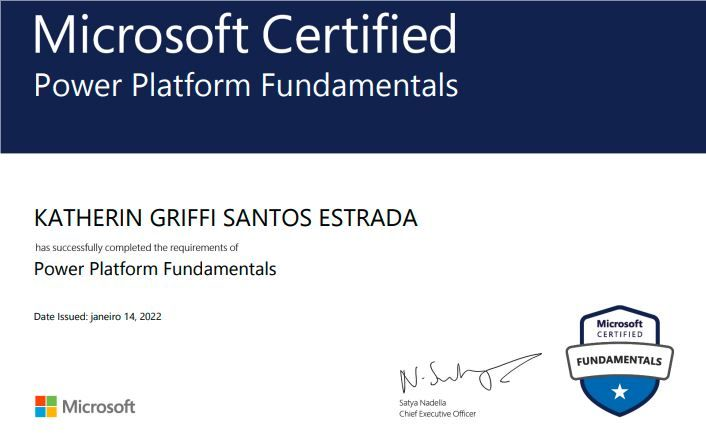 Microsoft Certified
Power Platform Fundamentals
KATHERIN GRIFFI SANTOS ESTRADA
has successfully completed the requirements of
Power Platform Fundamentals
Date Issued: janeiro 14, 2022
Microsoft
CERTIFIED
FUNDAMENTALS
N. Satya
Satya Nadella
Chief Executive Officer
Microsoft